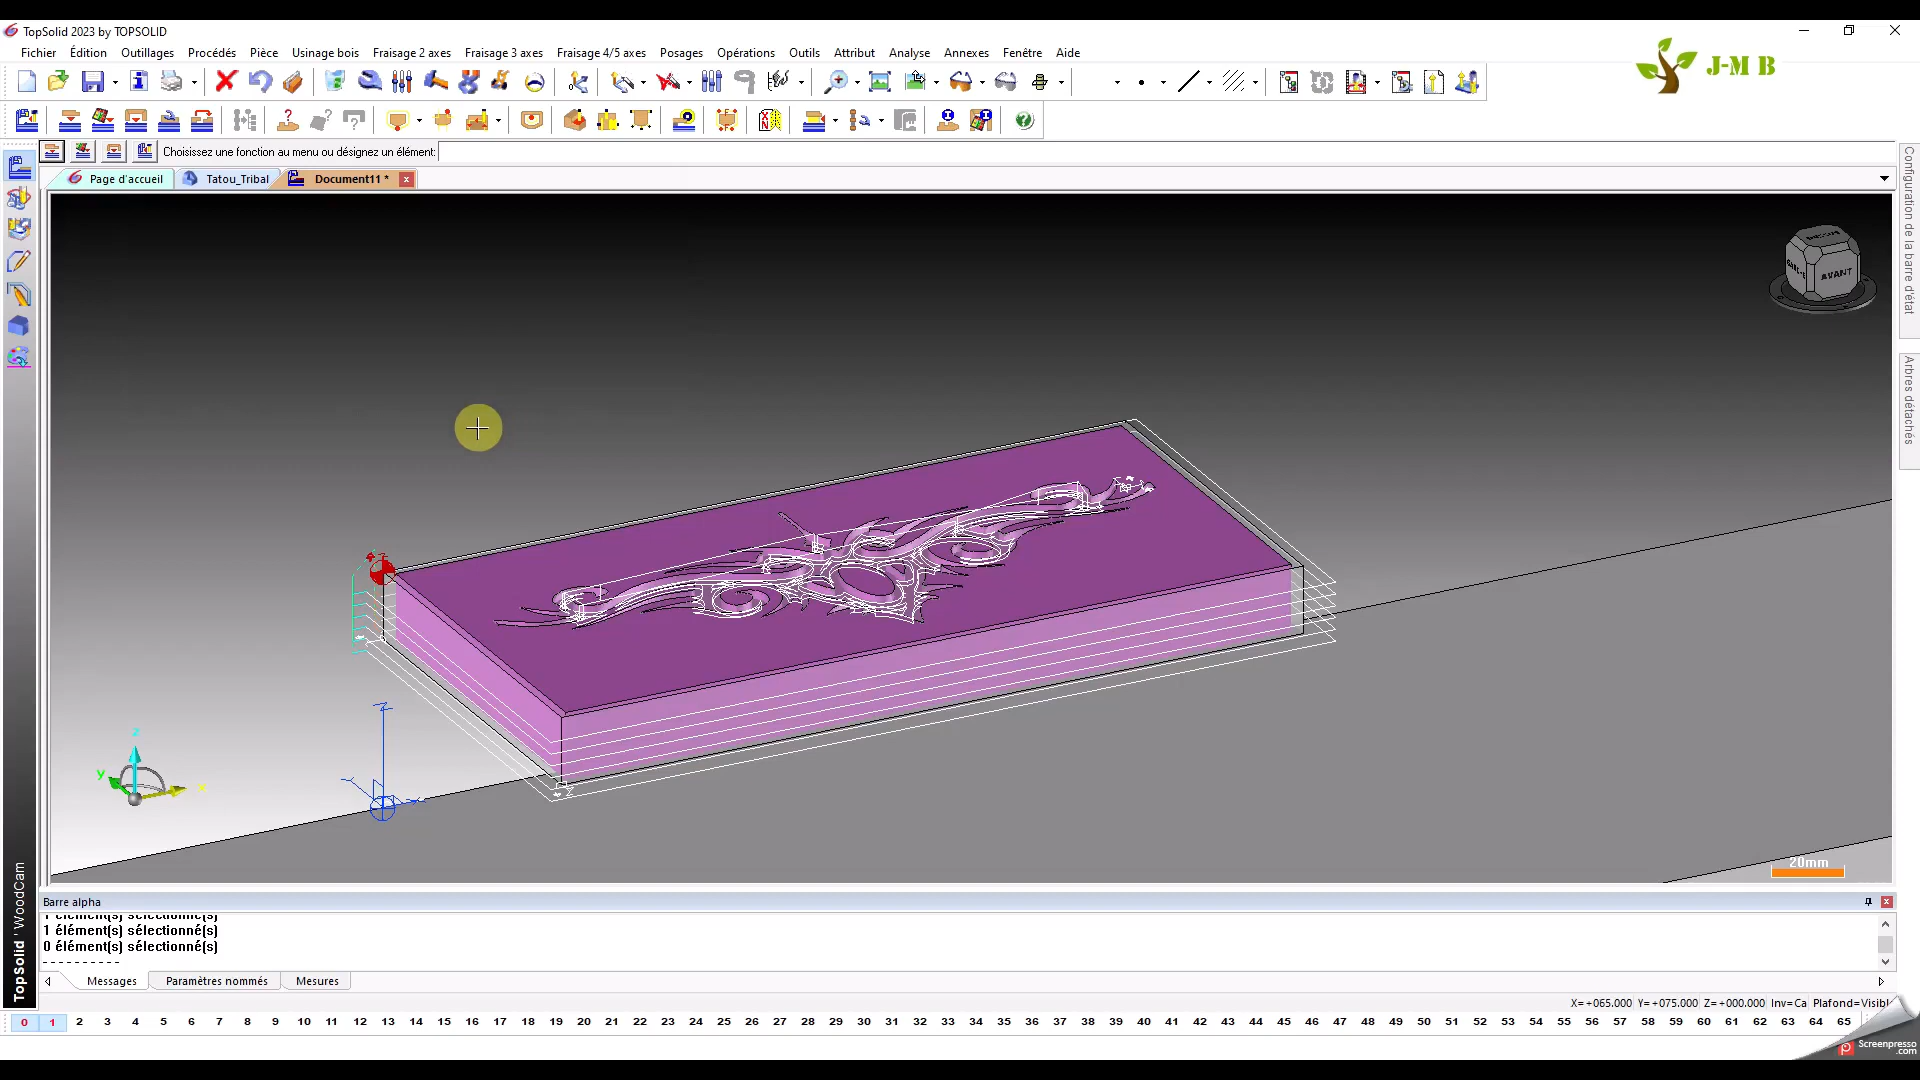 TopSolid 2023 by TOPSOLID
Fichier Édition Outillages Procédés Pièce Usinage bois Fraisage 2 axes Fraisage 3 axes Fraisage 4/5 axes Posages Opérations Outils Attribut Analyse Annexes Fenêtre Aide
J-M B
Choisissez une fonction au menu ou désignez un élément:
Page d'accueil Tatou_Tribal Document11 *
Configuration de la barre d'état
Arbres détachés
AVANT
z
y
x
20mm
TopSolid'WoodCam
Barre alpha
1 élément(s) sélectionné(s)
1 élément(s) sélectionné(s)
0 élément(s) sélectionné(s)
----------
Messages Paramètres nommés Mesures
X=+065.000 Y=+075.000 Z=+000.000 Inv=Ca Plafond=Visibl
0 1 2 3 4 5 6 7 8 9 10 11 12 13 14 15 16 17 18 19 20 21 22 23 24 25 26 27 28 29 30 31 32 33 34 35 36 37 38 39 40 41 42 43 44 45 46 47 48 49 50 51 52 53 54 55 56 57 58 59 60 61 62 63 64 65
Screenpresso
.com